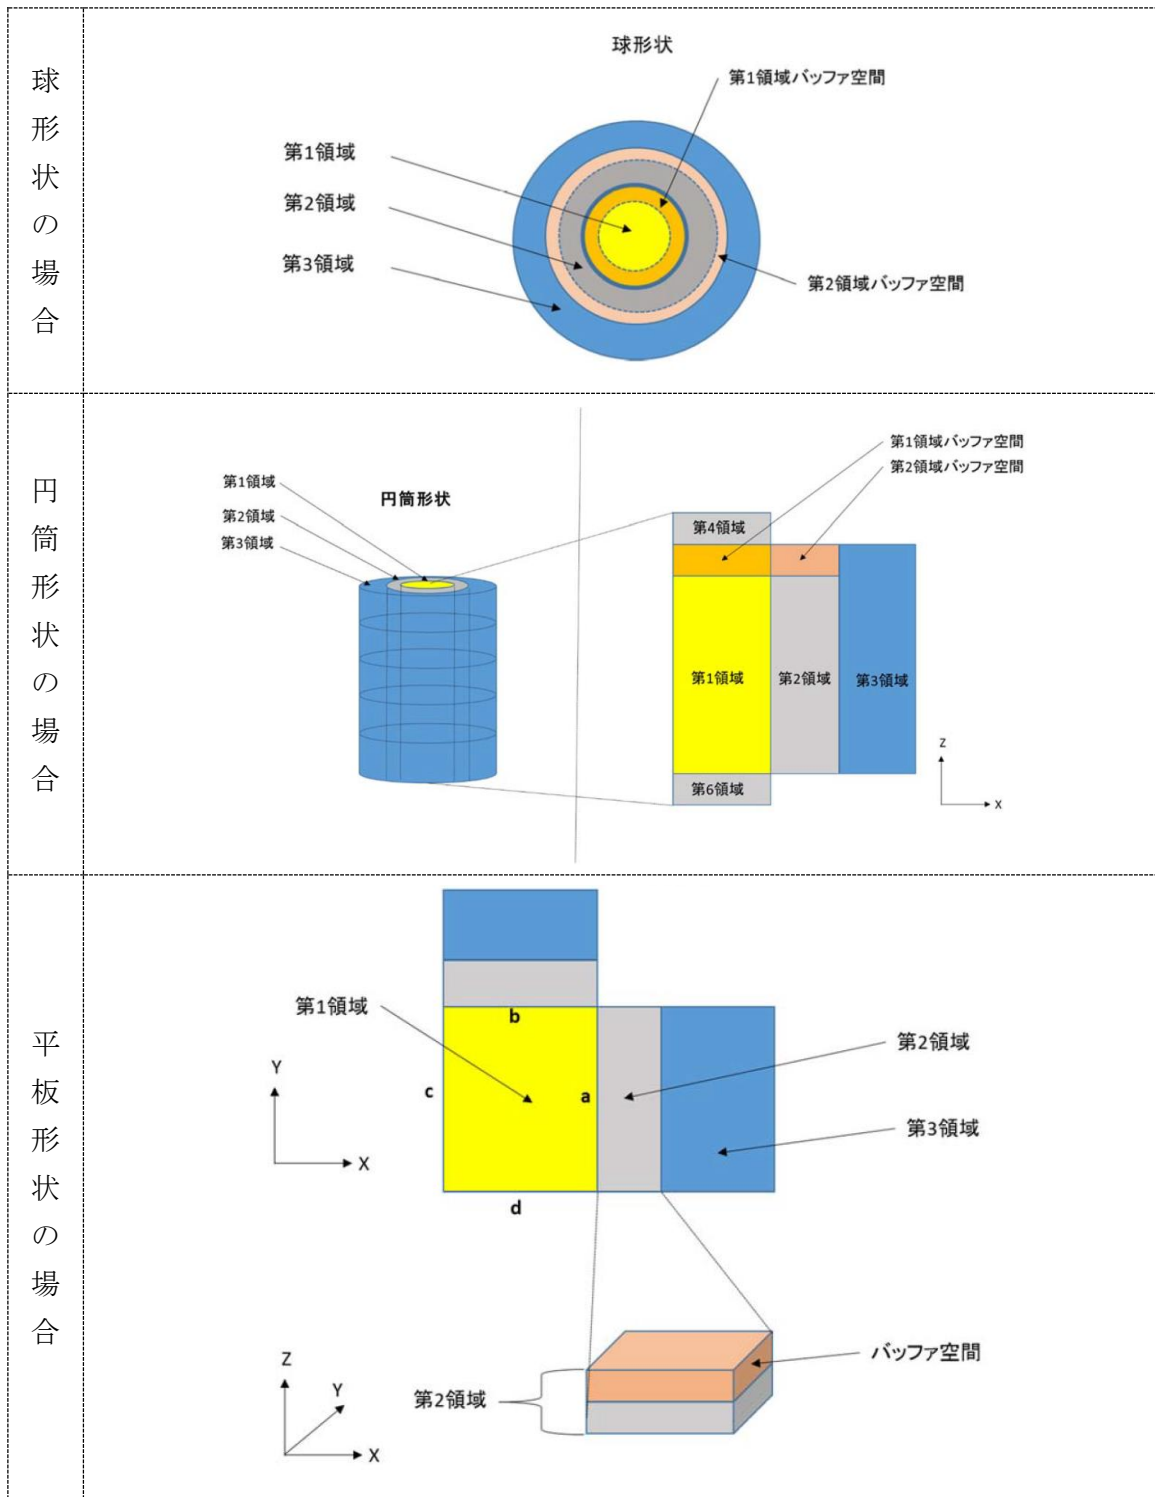 球形状の場合
球形状
第1領域バッファ空間
第1領域
第2領域
第3領域
第2領域バッファ空間
円筒形状の場合
第1領域
第2領域
第3領域
円筒形状
第1領域バッファ空間
第2領域バッファ空間
第4領域
第1領域
第2領域
第3領域
第6領域
Z
X
平板形状の場合
第1領域
b
第2領域
Y
c
a
第3領域
X
d
バッファ空間
Z
Y
第2領域
X